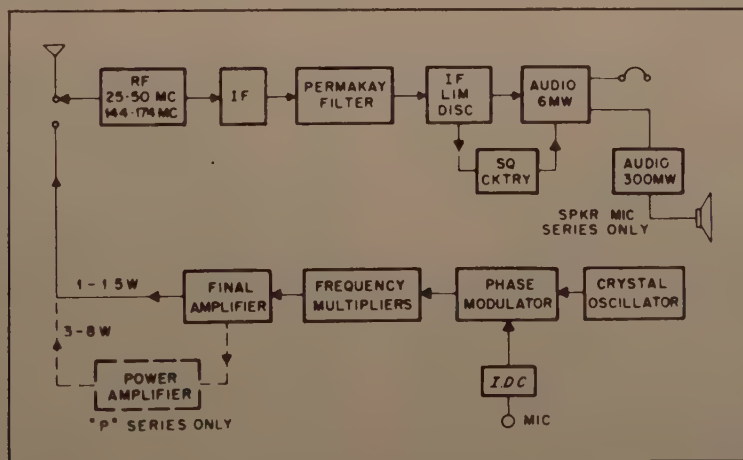 RF
25-50 MC
144-174 MC
IF
PERMAKAY
FILTER
IF
LIM
DISC
AUDIO
6MW
SQ
CKTRY
AUDIO
300MW
SPKR MIC
SERIES ONLY
1-1.5W
FINAL
AMPLIFIER
FREQUENCY
MULTIPLIERS
PHASE
MODULATOR
CRYSTAL
OSCILLATOR
3-8W
POWER
AMPLIFIER
"P" SERIES ONLY
I.D.C
MIC